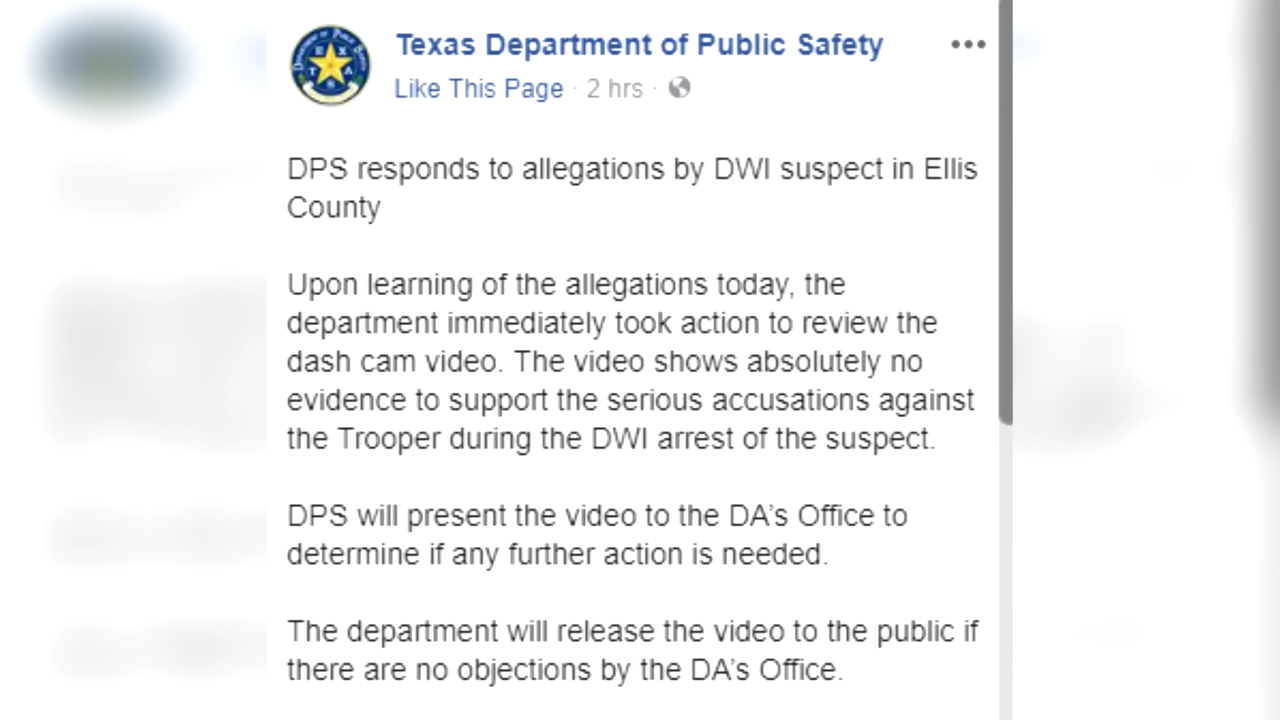 Texas Department of Public Safety
Like This Page · 2 hrs ·
DPS responds to allegations by DWI suspect in Ellis
County
Upon learning of the allegations today, the
department immediately took action to review the
dash cam video. The video shows absolutely no
evidence to support the serious accusations against
the Trooper during the DWI arrest of the suspect.
DPS will present the video to the DA’s Office to
determine if any further action is needed.
The department will release the video to the public if
there are no objections by the DA’s Office.